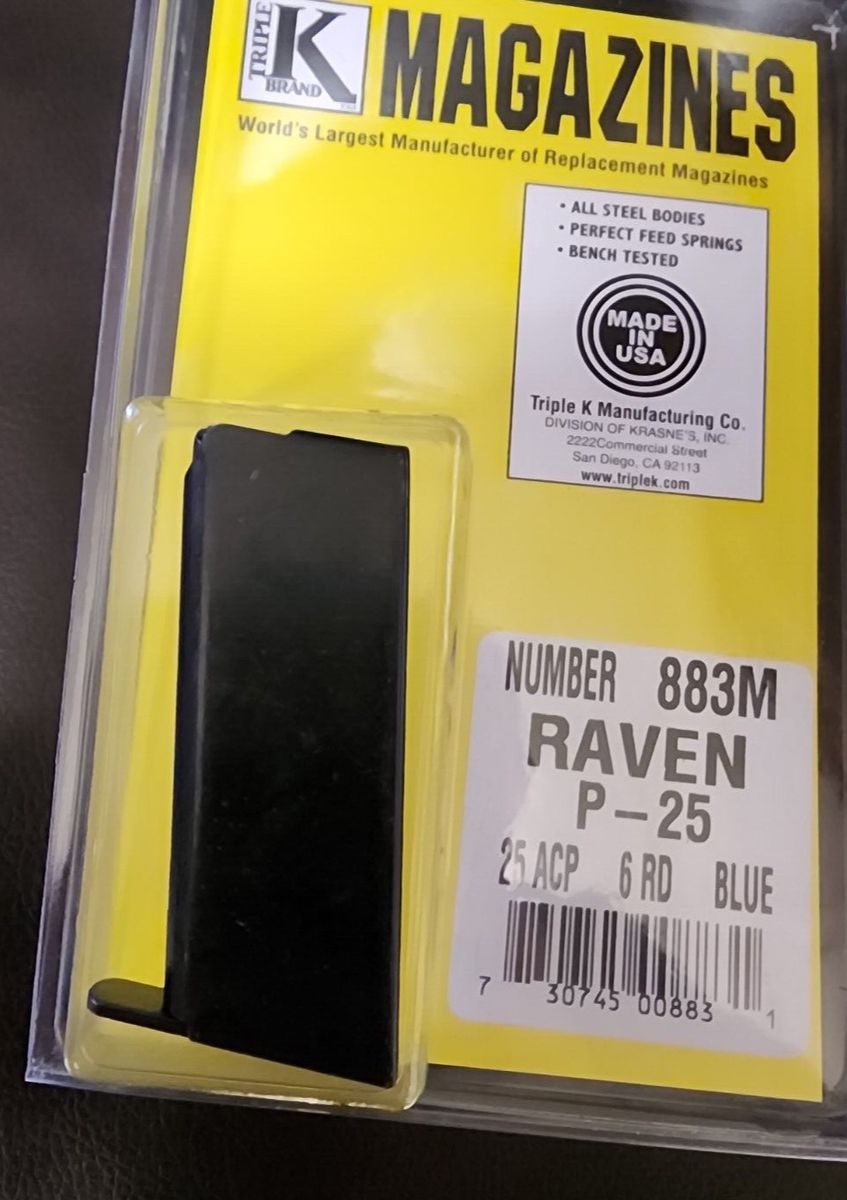 TRIPLE K BRAND
MAGAZINES
World's Largest Manufacturer of Replacement Magazines
• ALL STEEL BODIES
• PERFECT FEED SPRINGS
• BENCH TESTED
MADE
IN
USA
Triple K Manufacturing Co.
DIVISION OF KRASNE'S, INC.
2222Commercial Street
San Diego, CA 92113
www.triplek.com
NUMBER 883M
RAVEN
P-25
25 ACP 6 RD BLUE
7 30745 00883 1